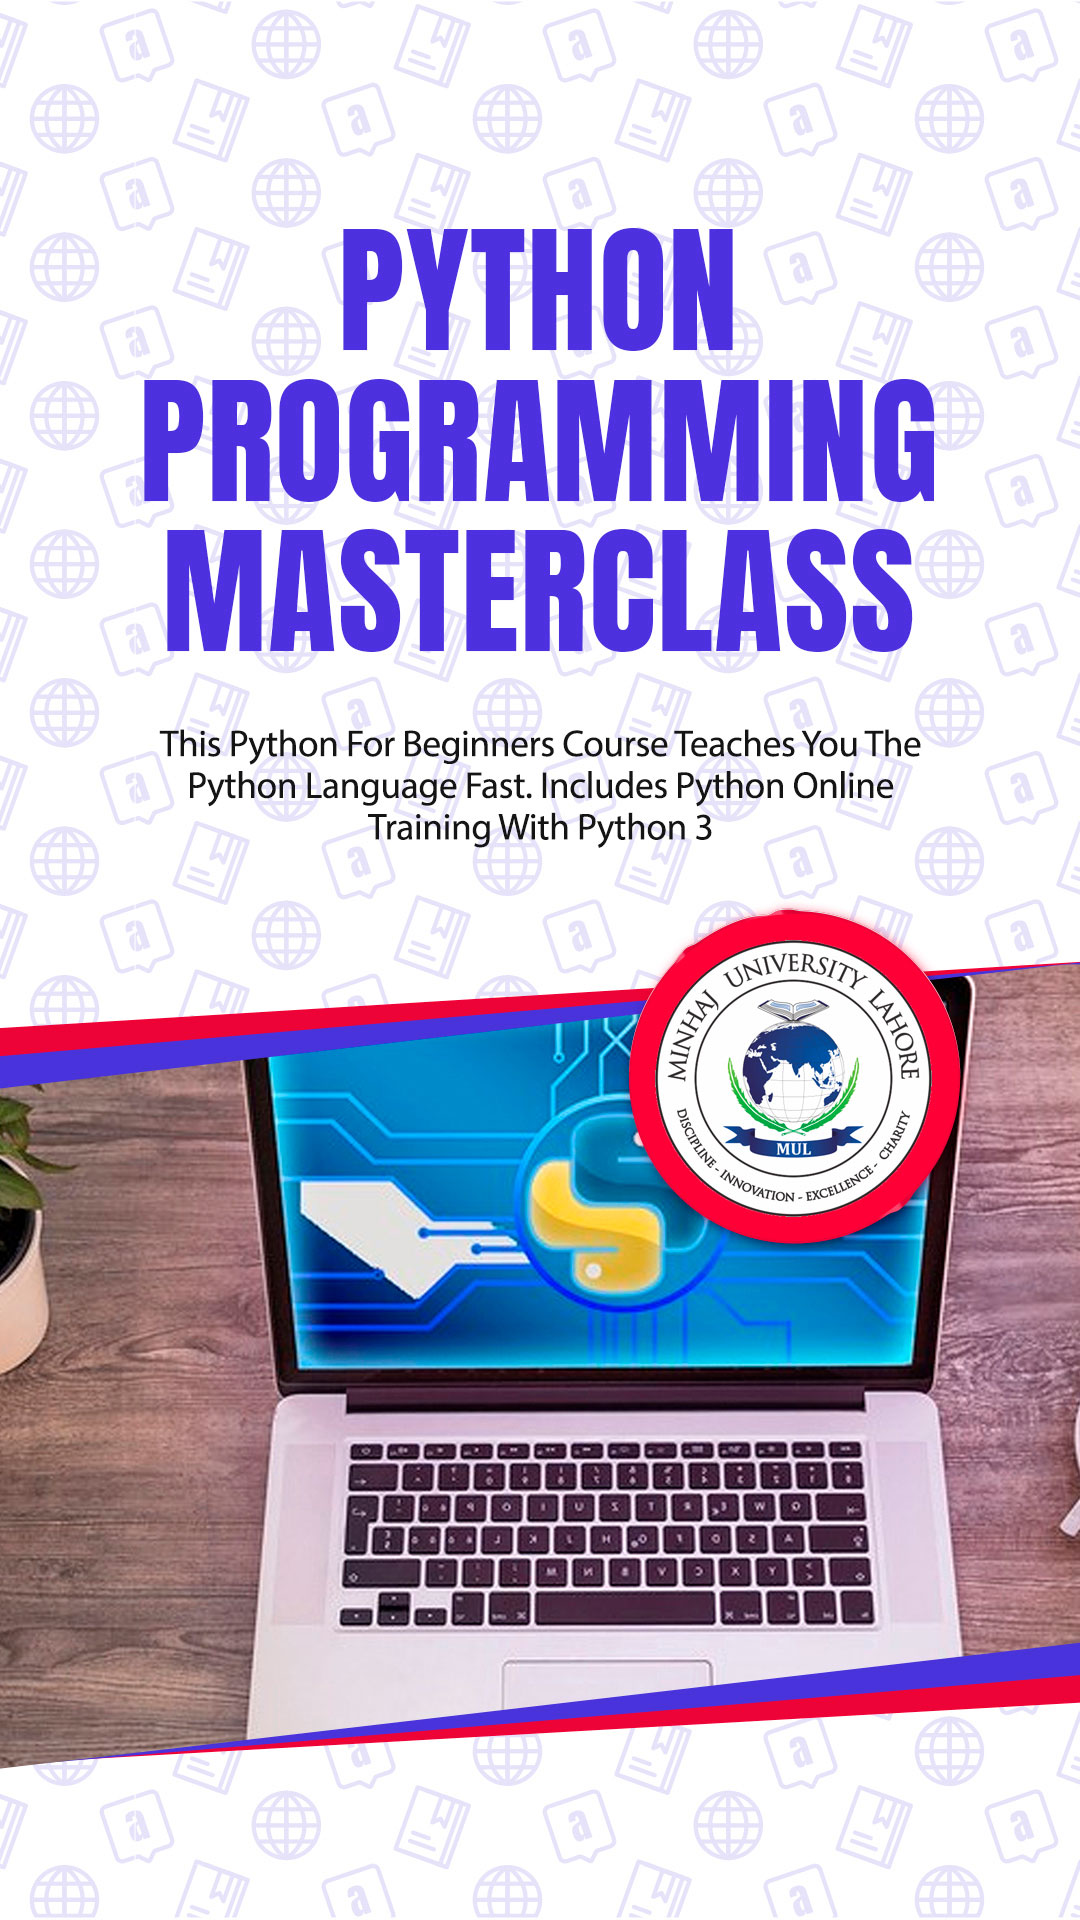 PYTHON
PROGRAMMING
MASTERCLASS
This Python For Beginners Course Teaches You The
Python Language Fast. Includes Python Online
Training With Python 3
MINHAJ UNIVERSITY LAHORE
MUL
DISCIPLINE - INNOVATION - EXCELLENCE - CHARITY